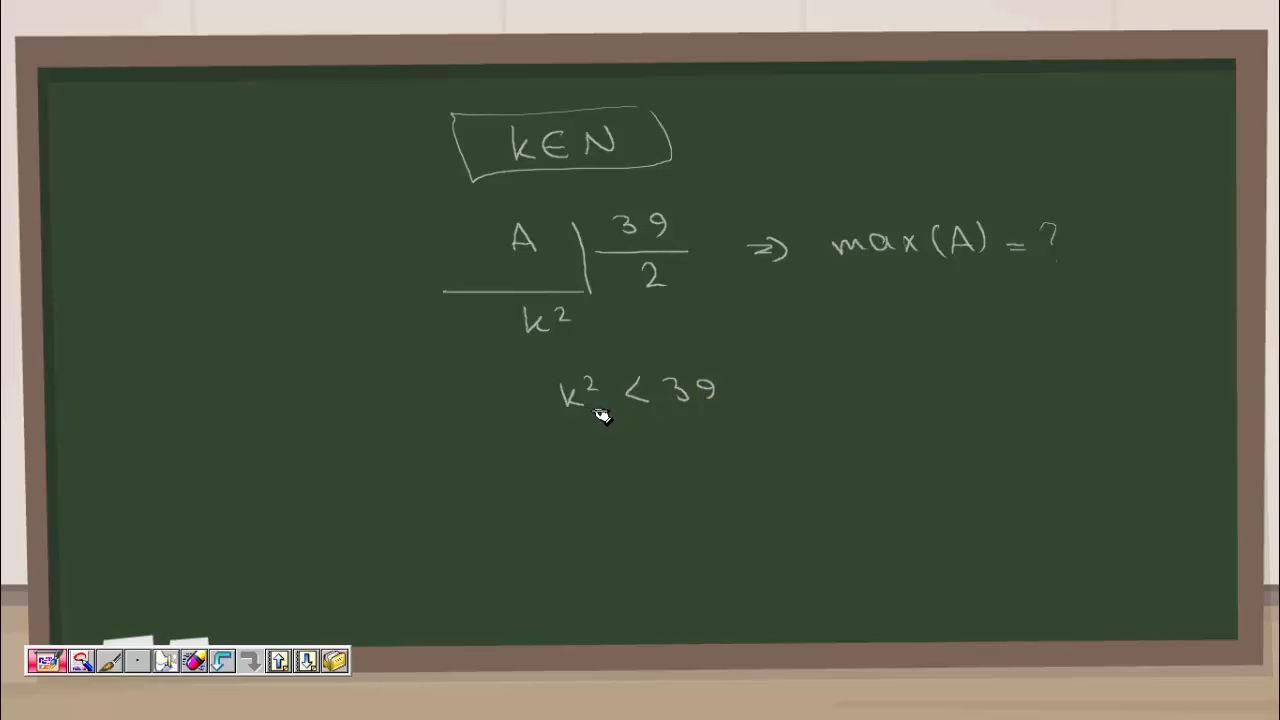 k ∈ N
A | 39 ⇒ max(A) = ?
2
k²
k² < 39